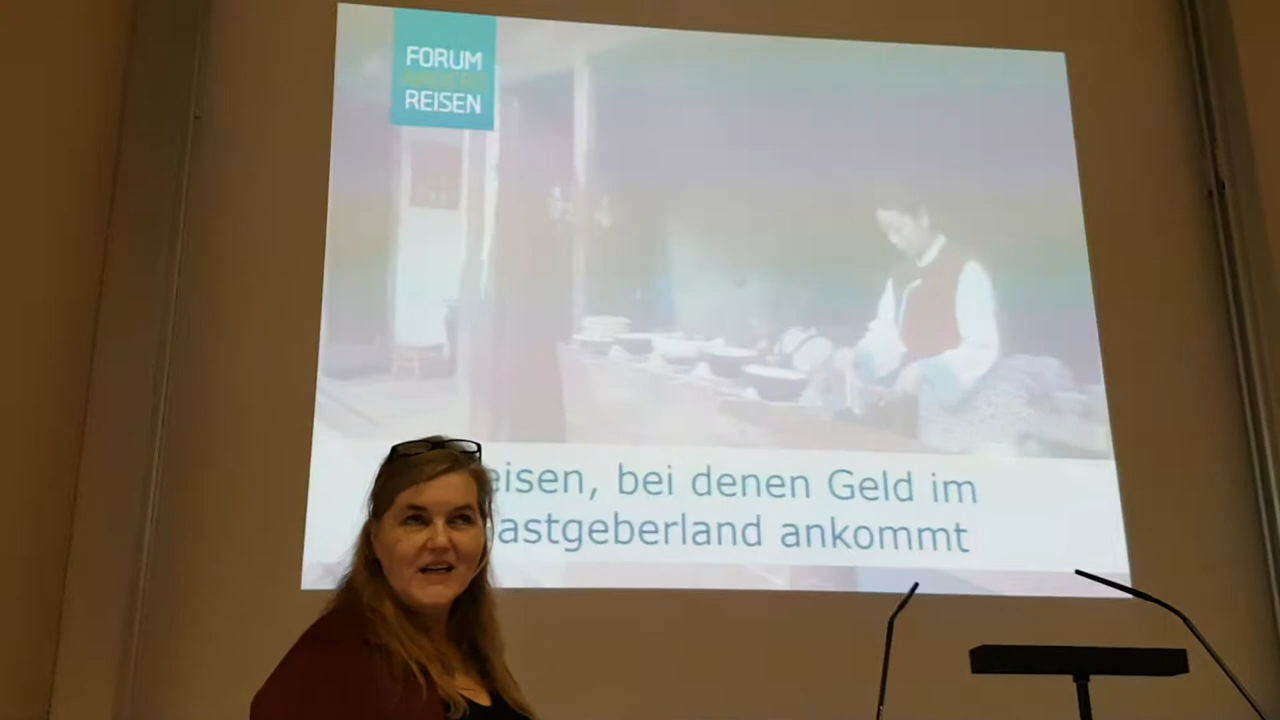 FORUM
REISEN
eisen, bei denen Geld im
astgeberland ankommt